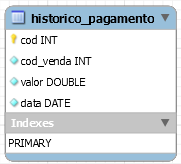 historico_pagamento
cod INT
cod_venda INT
valor DOUBLE
data DATE
Indexes
PRIMARY